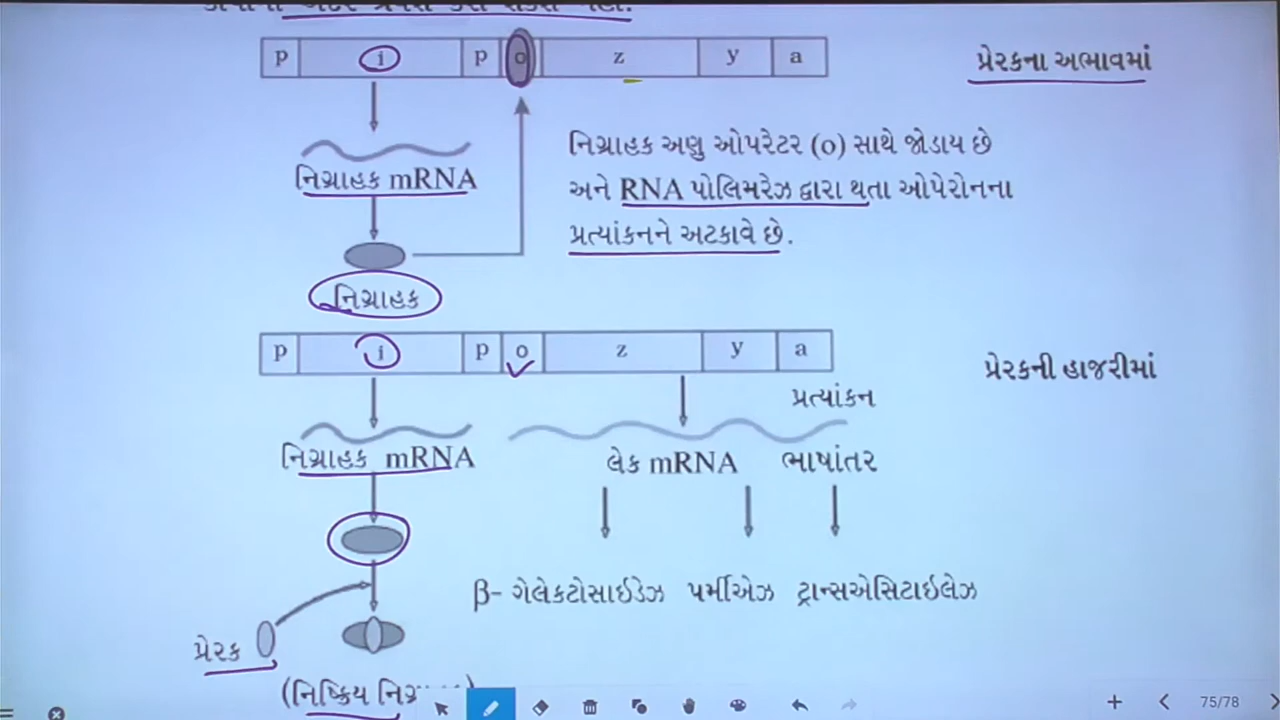 p i p o z y a
પ્રેરકના અભાવમાં
નિગ્રાહક અણુ ઓપરેટર (o) સાથે જોડાય છે
અને RNA પોલિમરેઝ દ્વારા થતા ઓપેરોનના
પ્રત્યાંકનને અટકાવે છે.
નિગ્રાહક mRNA
નિગ્રાહક
p i p o z y a
પ્રેરકની હાજરીમાં
પ્રત્યાંકન
નિગ્રાહક mRNA
લેક mRNA ભાષાંતર
β- ગેલેક્ટોસાઇડેઝ પર્મીએઝ ટ્રાન્સએસિટાઇલેઝ
પ્રેરક
(નિષ્ક્રિય
75/78